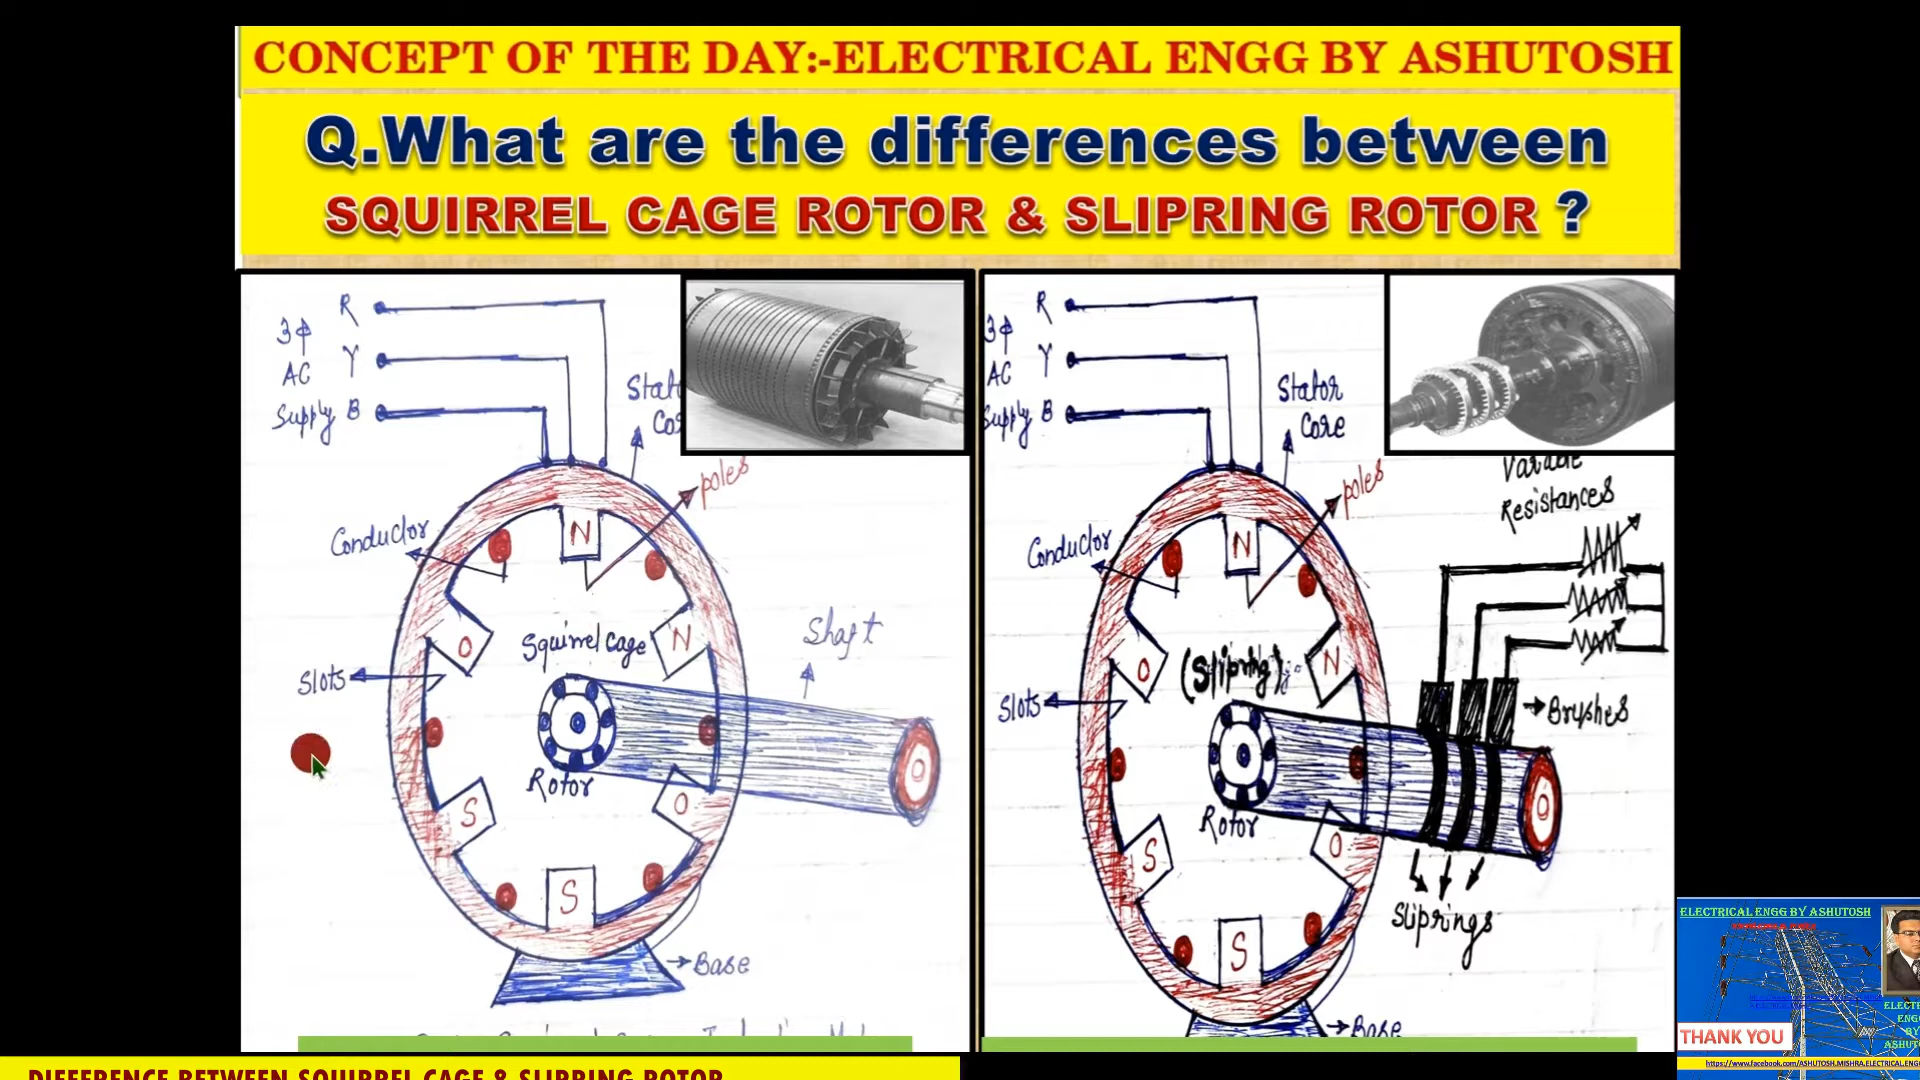 CONCEPT OF THE DAY:-ELECTRICAL ENGG BY ASHUTOSH
Q.What are the differences between
SQUIRREL CAGE ROTOR & SLIPRING ROTOR ?
3φ
AC
Supply
R
Y
B
Stator
Core
poles
Conductor
Squirrel cage
Shaft
Slots
Rotor
N
N
O
O
S
S
O
Base
3φ
AC
Supply
R
Y
B
Stator
Core
poles
Resistances
Conductor
(Slipring)
Slots
Brushes
Rotor
Sliprings
N
N
O
O
S
S
O
Base
ELECTRICAL ENGG BY ASHUTOSH
THANK YOU
DIFFERENCE BETWEEN SQUIRREL CAGE & SLIPRING ROTOR